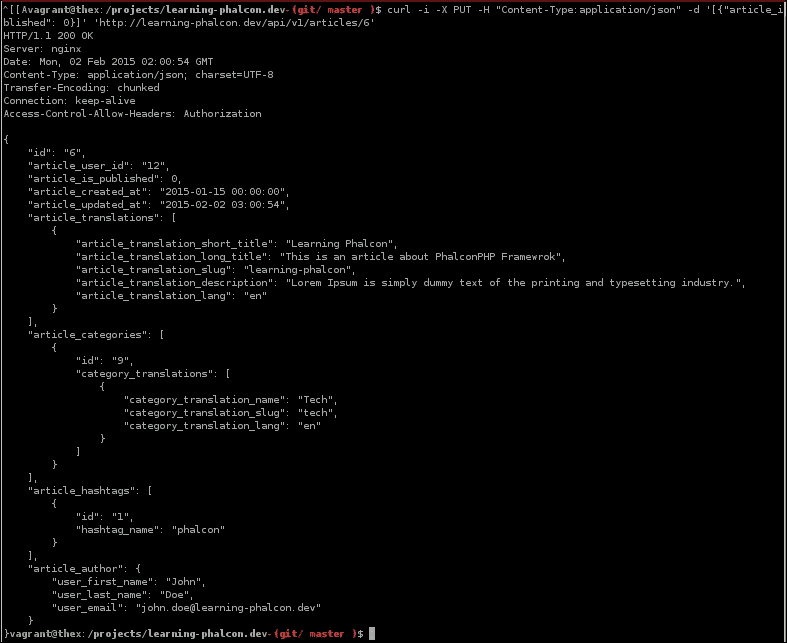 ^[[Avagrant@thex:/projects/learning-phalcon.dev-(git/ master )$ curl -i -X PUT -H "Content-Type:application/json" -d '[{"article_i
blished": 0}]' 'http://learning-phalcon.dev/api/v1/articles/6'
HTTP/1.1 200 OK
Server: nginx
Date: Mon, 02 Feb 2015 02:00:54 GMT
Content-Type: application/json; charset=UTF-8
Transfer-Encoding: chunked
Connection: keep-alive
Access-Control-Allow-Headers: Authorization

{
    "id": "6",
    "article_user_id": "12",
    "article_is_published": 0,
    "article_created_at": "2015-01-15 00:00:00",
    "article_updated_at": "2015-02-02 03:00:54",
    "article_translations": [
        {
            "article_translation_short_title": "Learning Phalcon",
            "article_translation_long_title": "This is an article about PhalconPHP Framewrok",
            "article_translation_slug": "learning-phalcon",
            "article_translation_description": "Lorem Ipsum is simply dummy text of the printing and typesetting industry.",
            "article_translation_lang": "en"
        }
    ],
    "article_categories": [
        {
            "id": "9",
            "category_translations": [
                {
                    "category_translation_name": "Tech",
                    "category_translation_slug": "tech",
                    "category_translation_lang": "en"
                }
            ]
        }
    ],
    "article_hashtags": [
        {
            "id": "1",
            "hashtag_name": "phalcon"
        }
    ],
    "article_author": {
        "user_first_name": "John",
        "user_last_name": "Doe",
        "user_email": "john.doe@learning-phalcon.dev"
    }
}vagrant@thex:/projects/learning-phalcon.dev-(git/ master )$